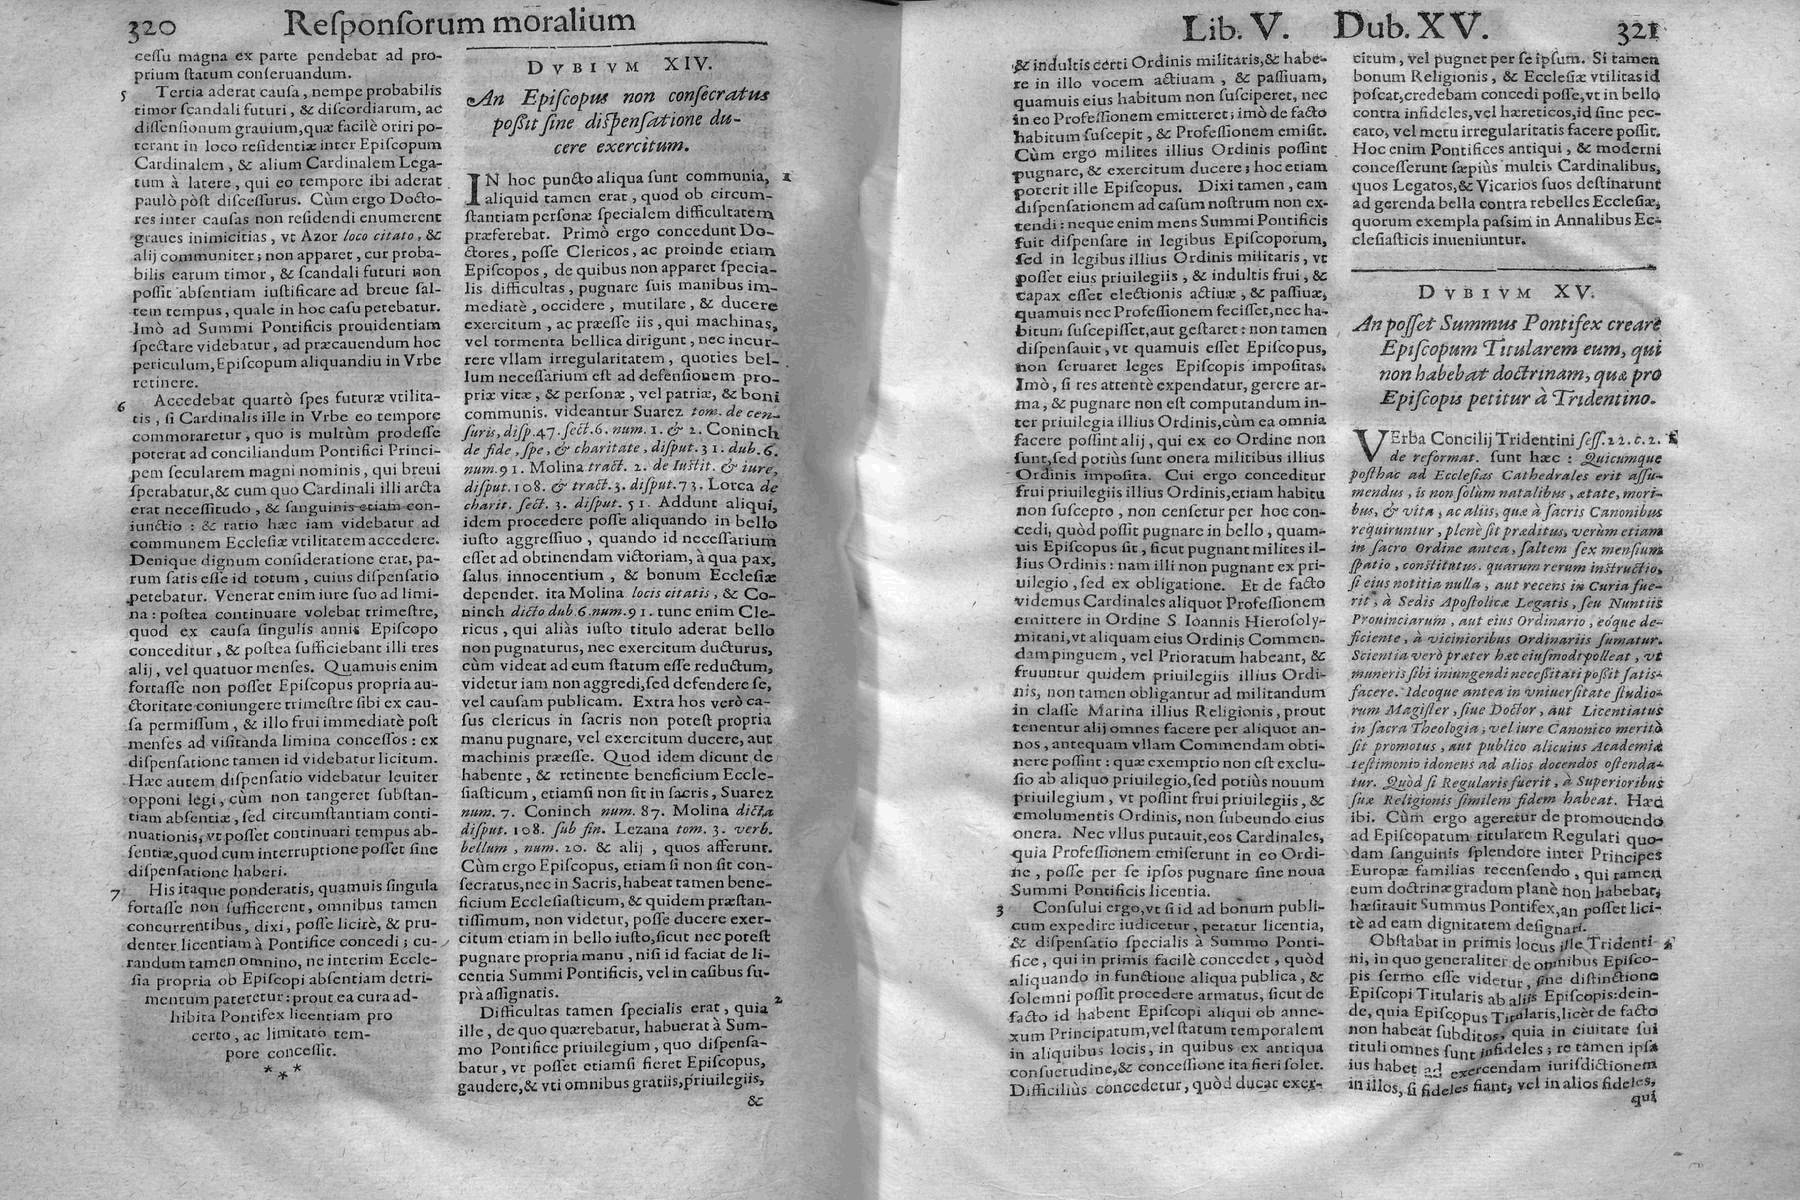 320 Reſponſorum moralium
ceſſu magna ex parte pendebat ad pro-
prium ſtatum conſeruandum.
5 Tertia aderat cauſa, nempe probabilis
timor ſcandali futuri, & diſcordiarum, ac
diſſenſionum grauium, quæ facilè oriri po-
terant in loco reſidentiæ inter Epiſcopum
Cardinalem, & alium Cardinalem Lega-
tum à latere, qui eo tempore ibi aderat
paulò pòſt diſceſſurus. Cùm ergo Docto-
res inter cauſas non reſidendi enumerent
graues inimicitias, vt Azor loco citato, &
alij communiter; non apparet, cur proba-
bilis earum timor, & ſcandali futuri non
poſſit abſentiam iuſtificare ad breue ſal-
tem tempus, quale in hoc caſu petebatur.
Imò ad Summi Pontificis prouidentiam
ſpectare videbatur, ad præcauendum hoc
periculum, Epiſcopum aliquandiu in Vrbe
retinere.
6 Accedebat quartò ſpes futuræ vtilita-
tis, ſi Cardinalis ille in Vrbe eo tempore
commoraretur, quo is multùm prodeſſe
poterat ad conciliandum Pontifici Princi-
pem ſecularem magni nominis, qui breui
ſperabatur, & cum quo Cardinali illi arcta
erat neceſſitudo, & ſanguinis etiam con-
iunctio : & ratio hæc iam videbatur ad
communem Eccleſiæ vtilitatem accedere.
Denique dignum conſideratione erat, pa-
rum ſatis eſſe id totum, cuius diſpenſatio
petebatur. Venerat enim iure ſuo ad limi-
na : poſtea continuare volebat trimeſtre,
quod ex cauſa ſingulis annis Epiſcopo
conceditur, & poſtea ſufficiebant illi tres
alij, vel quatuor menſes. Quamuis enim
fortaſſe non poſſet Epiſcopus propria au-
ctoritate coniungere trimeſtre ſibi ex cau-
ſa permiſſum, & illo frui immediatè poſt
menſes ad viſitanda limina conceſſos : ex
diſpenſatione tamen id videbatur licitum.
Hæc autem diſpenſatio videbatur leuiter
opponi legi, cùm non tangeret ſubſtan-
tiam abſentiæ, ſed circumſtantiam conti-
nuationis, vt poſſet continuari tempus ab-
ſentiæ, quod cum interruptione poſſet ſine
diſpenſatione haberi.
7 His itaque ponderatis, quamuis ſingula
fortaſſe non ſufficerent, omnibus tamen
concurrentibus, dixi, poſſe licitè, & pru-
denter licentiam à Pontifice concedi ; cu-
randum tamen omnino, ne interim Eccle-
ſia propria ob Epiſcopi abſentiam detri-
mentum pateretur : prout ea cura ad-
hibita Pontifex licentiam pro
certo, ac limitato tem-
pore conceſſit.
* * *
DVBIVM XIV.
An Epiſcopus non conſecratus
poßit ſine diſpenſatione du-
cere exercitum.
IN hoc puncto aliqua ſunt communia, 1
aliquid tamen erat, quod ob circum-
ſtantiam perſonæ ſpecialem difficultatem
præferebat. Primò ergo concedunt Do-
ctores, poſſe Clericos, ac proinde etiam
Epiſcopos, de quibus non apparet ſpecia-
lis difficultas, pugnare ſuis manibus im-
mediatè, occidere, mutilare, & ducere
exercitum, ac præeſſe iis, qui machinas,
vel tormenta bellica dirigunt, nec incur-
rere vllam irregularitatem, quoties bel-
lum neceſſarium eſt ad defenſionem pro-
priæ vitæ, & perſonæ, vel patriæ, & boni
communis. videantur Suarez tom. de cen-
ſuris, diſp. 47. ſect. 6. num. 1. & 2. Coninch
de fide, ſpe, & charitate, diſput. 31. dub. 6.
num. 91. Molina tract. 2. de Iuſtit. & iure,
diſput. 108. & tract. 3. diſput. 73. Lorca de
charit. ſect. 3. diſput. 51. Addunt aliqui,
idem procedere poſſe aliquando in bello
iuſto aggreſſiuo, quando id neceſſarium
eſſet ad obtinendam victoriam, à qua pax,
ſalus innocentium, & bonum Eccleſiæ
dependet. ita Molina locis citatis, & Co-
ninch dicto dub. 6. num. 91. tunc enim Cle-
ricus, qui aliàs iuſto titulo aderat bello
non pugnaturus, nec exercitum ducturus,
cùm videat ad eum ſtatum eſſe reductum,
videtur iam non aggredi, ſed defendere ſe,
vel cauſam publicam. Extra hos verò ca-
ſus clericus in ſacris non poteſt propria
manu pugnare, vel exercitum ducere, aut
machinis præeſſe. Quod idem dicunt de
habente, & retinente beneficium Eccle-
ſiaſticum, etiamſi non ſit in ſacris, Suarez
num. 7. Coninch num. 87. Molina dicta
diſput. 108. ſub fin. Lezana tom. 3. verb.
bellum, num. 20. & alij, quos afferunt.
Cùm ergo Epiſcopus, etiam ſi non ſit con-
ſecratus, nec in Sacris, habeat tamen bene-
ficium Eccleſiaſticum, & quidem præſtan-
tiſſimum, non videtur, poſſe ducere exer-
citum etiam in bello iuſto, ſicut nec poteſt
pugnare propria manu, niſi id faciat de li-
centia Summi Pontificis, vel in caſibus ſu-
prà aſſignatis.
Difficultas tamen ſpecialis erat, quia 2
ille, de quo quærebatur, habuerat à Sum-
mo Pontifice priuilegium, quo diſpenſa-
batur, vt poſſet etiamſi fieret Epiſcopus,
gaudere, & vti omnibus gratiis, priuilegiis,
&
Lib. V. Dub. XV. 321
& indultis certi Ordinis militaris, & habe-
re in illo vocem actiuam, & paſſiuam,
quamuis eius habitum non ſuſciperet, nec
in eo Profeſſionem emitteret ; imò de facto
habitum ſuſcepit, & Profeſſionem emiſit.
Cùm ergo milites illius Ordinis poſſint
pugnare, & exercitum ducere ; hoc etiam
poterit ille Epiſcopus. Dixi tamen, eam
diſpenſationem ad caſum noſtrum non ex-
tendi : neque enim mens Summi Pontificis
fuit diſpenſare in legibus Epiſcoporum,
ſed in legibus illius Ordinis militaris, vt
poſſet eius priuilegiis, & indultis frui, &
capax eſſet electionis actiuæ, & paſſiuæ,
quamuis nec Profeſſionem feciſſet, nec ha-
bitum ſuſcepiſſet, aut geſtaret : non tamen
diſpenſauit, vt quamuis eſſet Epiſcopus,
non ſeruaret leges Epiſcopis impoſitas.
Imò, ſi res attentè expendatur, gerere ar-
ma, & pugnare non eſt computandum in-
ter priuilegia illius Ordinis, cùm ea omnia
facere poſſint alij, qui ex eo Ordine non
ſunt, ſed potiùs ſunt onera militibus illius
Ordinis impoſita. Cui ergo conceditur
frui priuilegiis illius Ordinis, etiam habitu
non ſuſcepto, non cenſetur per hoc con-
cedi, quòd poſſit pugnare in bello, quam-
uis Epiſcopus ſit, ſicut pugnant milites il-
lius Ordinis : nam illi non pugnant ex pri-
uilegio, ſed ex obligatione. Et de facto
videmus Cardinales aliquot Profeſſionem
emittere in Ordine S. Ioannis Hieroſoly-
mitani, vt aliquam eius Ordinis Commen-
dam pinguem, vel Prioratum habeant, &
fruuntur quidem priuilegiis illius Ordi-
nis, non tamen obligantur ad militandum
in claſſe Marina illius Religionis, prout
tenentur alij omnes facere per aliquot an-
nos, antequam vllam Commendam obti-
nere poſſint : quæ exemptio non eſt exclu-
ſio ab aliquo priuilegio, ſed potiùs nouum
priuilegium, vt poſſint frui priuilegiis, &
emolumentis Ordinis, non ſubeundo eius
onera. Nec vllus putauit, eos Cardinales,
quia Profeſſionem emiſerunt in eo Ordi-
ne, poſſe per ſe ipſos pugnare ſine noua
Summi Pontificis licentia.
3 Conſului ergo, vt ſi id ad bonum publi-
cum expedire iudicetur, petatur licentia,
& diſpenſatio ſpecialis à Summo Ponti-
fice, qui in primis facilè concedet, quòd
aliquando in functione aliqua publica, &
ſolemni poſſit procedere armatus, ſicut de
facto id habent Epiſcopi aliqui ob anne-
xum Principatum, vel ſtatum temporalem
in aliquibus locis, in quibus ex antiqua
conſuetudine, & conceſſione ita fieri ſolet.
Difficiliùs concedetur, quòd ducat exer-
citum, vel pugnet per ſe ipſum. Si tamen
bonum Religionis, & Eccleſiæ vtilitas id
poſcat, credebam concedi poſſe, vt in bello
contra infideles, vel hæreticos, id ſine pec-
cato, vel metu irregularitatis facere poſſit.
Hoc enim Pontifices antiqui, & moderni
conceſſerunt ſæpiùs multis Cardinalibus,
quos Legatos, & Vicarios ſuos deſtinarunt
ad gerenda bella contra rebelles Eccleſiæ,
quorum exempla paſſim in Annalibus Ec-
cleſiaſticis inueniuntur.
DVBIVM XV.
An poſſet Summus Pontifex creare
Epiſcopum Titularem eum, qui
non habebat doctrinam, quæ pro
Epiſcopis petitur à Tridentino.
VErba Concilij Tridentini ſeſſ. 22. c. 2. 1
de reformat. ſunt hæc : Quicumque
poſthac ad Eccleſias Cathedrales erit aſſu-
mendus, is non ſolùm natalibus, ætate, mori-
bus, & vita, ac aliis, quæ à ſacris Canonibus
requiruntur, plenè ſit præditus, verùm etiam
in ſacro Ordine antea, ſaltem ſex menſium
ſpatio, conſtitutus. quarum rerum inſtructio,
ſi eius notitia nulla, aut recens in Curia fue-
rit, à Sedis Apoſtolicæ Legatis, ſeu Nuntiis
Prouinciarum, aut eius Ordinario, eoque de-
ficiente, à vicinioribus Ordinariis ſumatur.
Scientia verò præter hæc eiuſmodi polleat, vt
muneris ſibi iniungendi neceſſitati poßit ſatis-
facere. Ideoque antea in vniuerſitate ſtudio-
rum Magiſter, ſiue Doctor, aut Licentiatus
in ſacra Theologia, vel iure Canonico meritò
ſit promotus, aut publico alicuius Academiæ
teſtimonio idoneus ad alios docendos oſtenda-
tur. Quòd ſi Regularis fuerit, à Superioribus
ſuæ Religionis ſimilem fidem habeat. Hæc
ibi. Cùm ergo ageretur de promouendo
ad Epiſcopatum titularem Regulari quo-
dam ſanguinis ſplendore inter Principes
Europæ familias recenſendo, qui tamen
eum doctrinæ gradum planè non habebat,
hæſitauit Summus Pontifex, an poſſet lici-
tè ad eam dignitatem deſignari.
Obſtabat in primis locus ille Tridenti- 2
ni, in quo generaliter de omnibus Epiſco-
pis ſermo eſſe videtur, ſine diſtinctione
Epiſcopi Titularis ab aliis Epiſcopis : dein-
de, quia Epiſcopus Titularis, licèt de facto
non habeat ſubditos, quia in ciuitate ſui
tituli omnes ſunt infideles ; re tamen ipſa
ius habet ad exercendam iuriſdictionem
in illos, ſi fideles fiant, vel in alios fideles,
qui